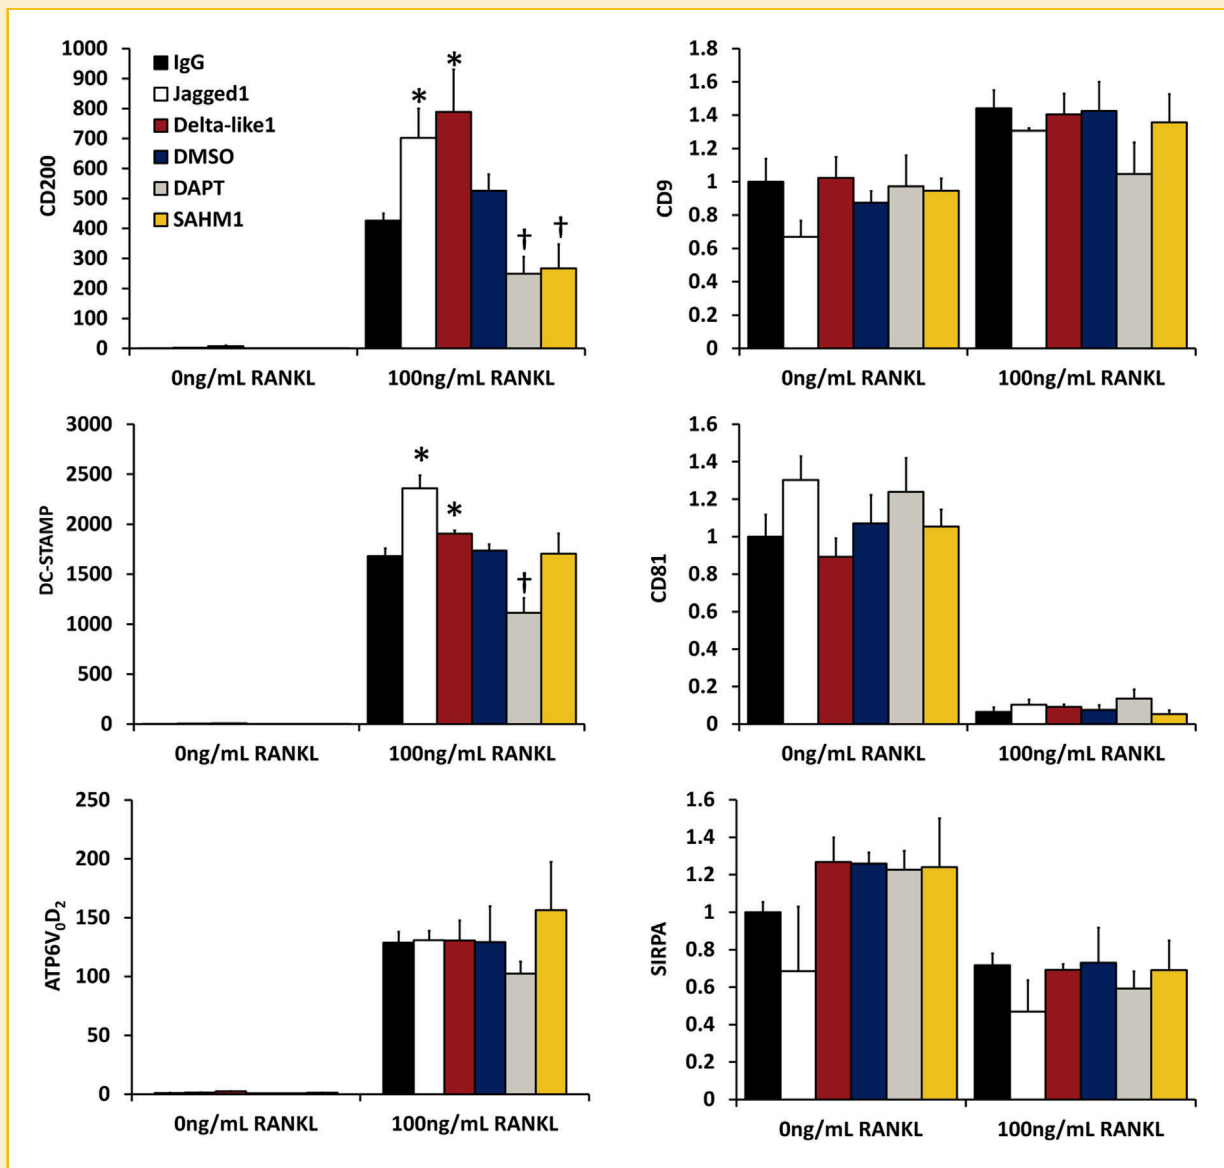 CD200
1000
900
800
700
600
500
400
300
200
100
0
IgG
Jagged1
Delta-like1
DMSO
DAPT
SAHM1
*
*
†
†
0ng/mL RANKL
100ng/mL RANKL
CD9
1.8
1.6
1.4
1.2
1
0.8
0.6
0.4
0.2
0
0ng/mL RANKL
100ng/mL RANKL
DC-STAMP
3000
2500
2000
1500
1000
500
0
*
*
†
0ng/mL RANKL
100ng/mL RANKL
CD81
1.6
1.4
1.2
1
0.8
0.6
0.4
0.2
0
0ng/mL RANKL
100ng/mL RANKL
ATP6V₀D₂
250
200
150
100
50
0
0ng/mL RANKL
100ng/mL RANKL
SIRPA
1.6
1.4
1.2
1
0.8
0.6
0.4
0.2
0
0ng/mL RANKL
100ng/mL RANKL